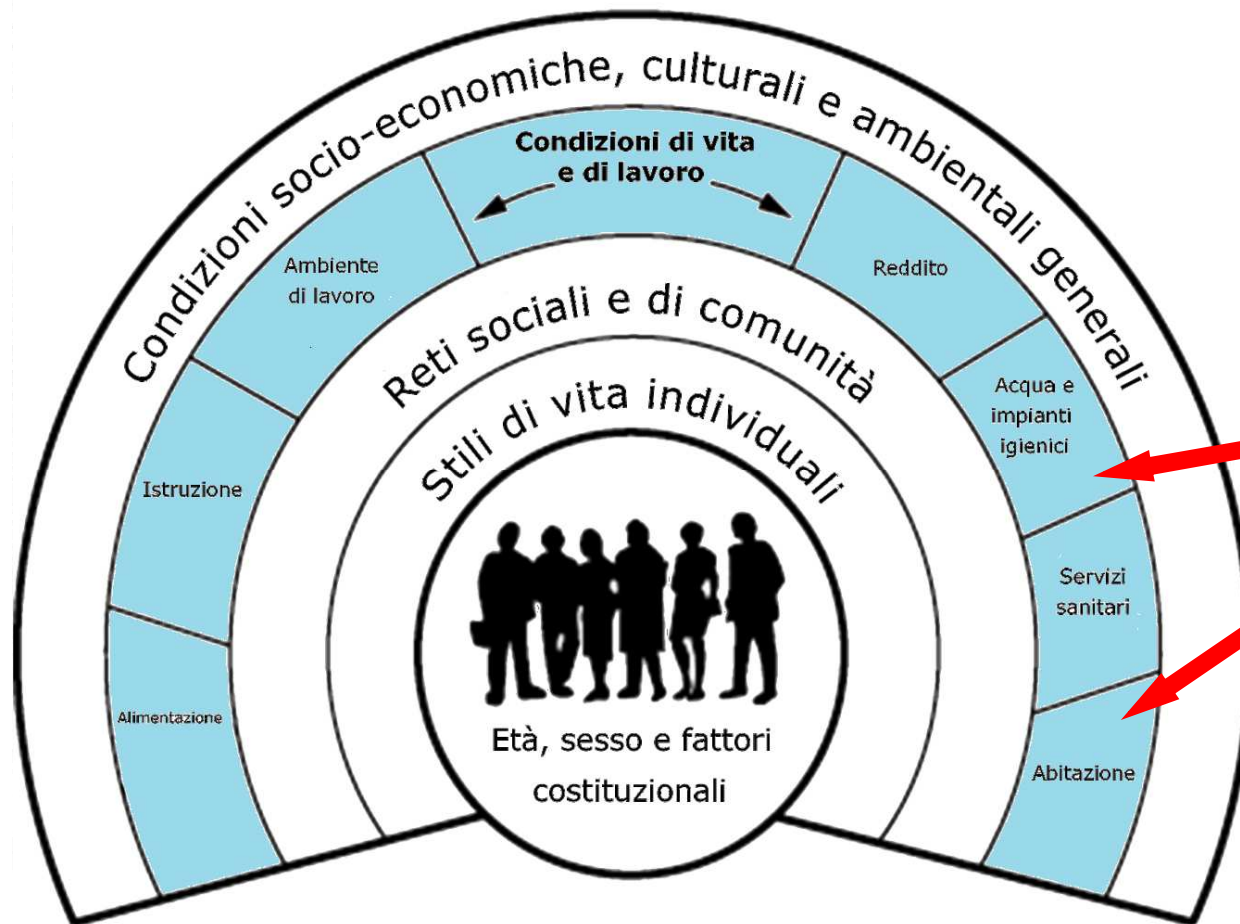 Condizioni socio-economiche, culturali e ambientali generali
Condizioni di vita
e di lavoro
Ambiente
di lavoro
Reddito
Reti sociali e di comunità
Acqua e
impianti
igienici
Stili di vita individuali
Istruzione
Servizi
sanitari
Alimentazione
Età, sesso e fattori
costituzionali
Abitazione